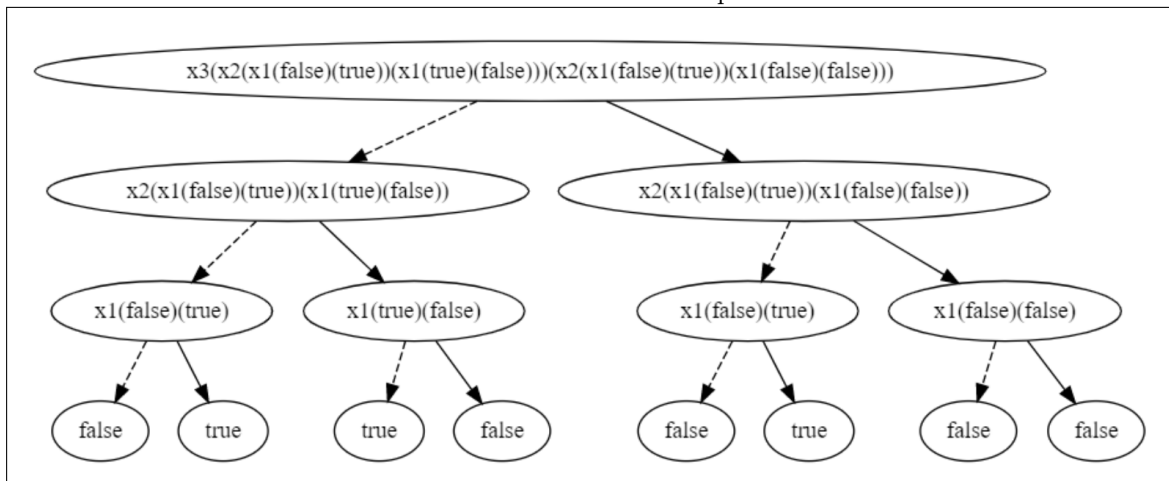 x3(x2(x1(false)(true))(x1(true)(false)))(x2(x1(false)(true))(x1(false)(false)))
x2(x1(false)(true))(x1(true)(false)) x2(x1(false)(true))(x1(false)(false))
x1(false)(true) x1(true)(false) x1(false)(true) x1(false)(false)
false true true false false true false false